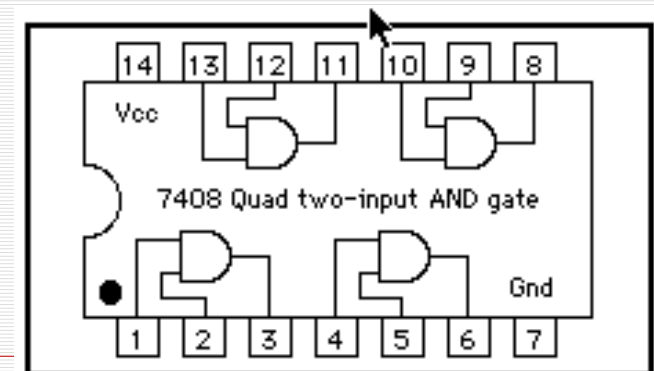 14 13 12 11 10 9 8
Vcc
7408 Quad two-input AND gate
Gnd
1 2 3 4 5 6 7